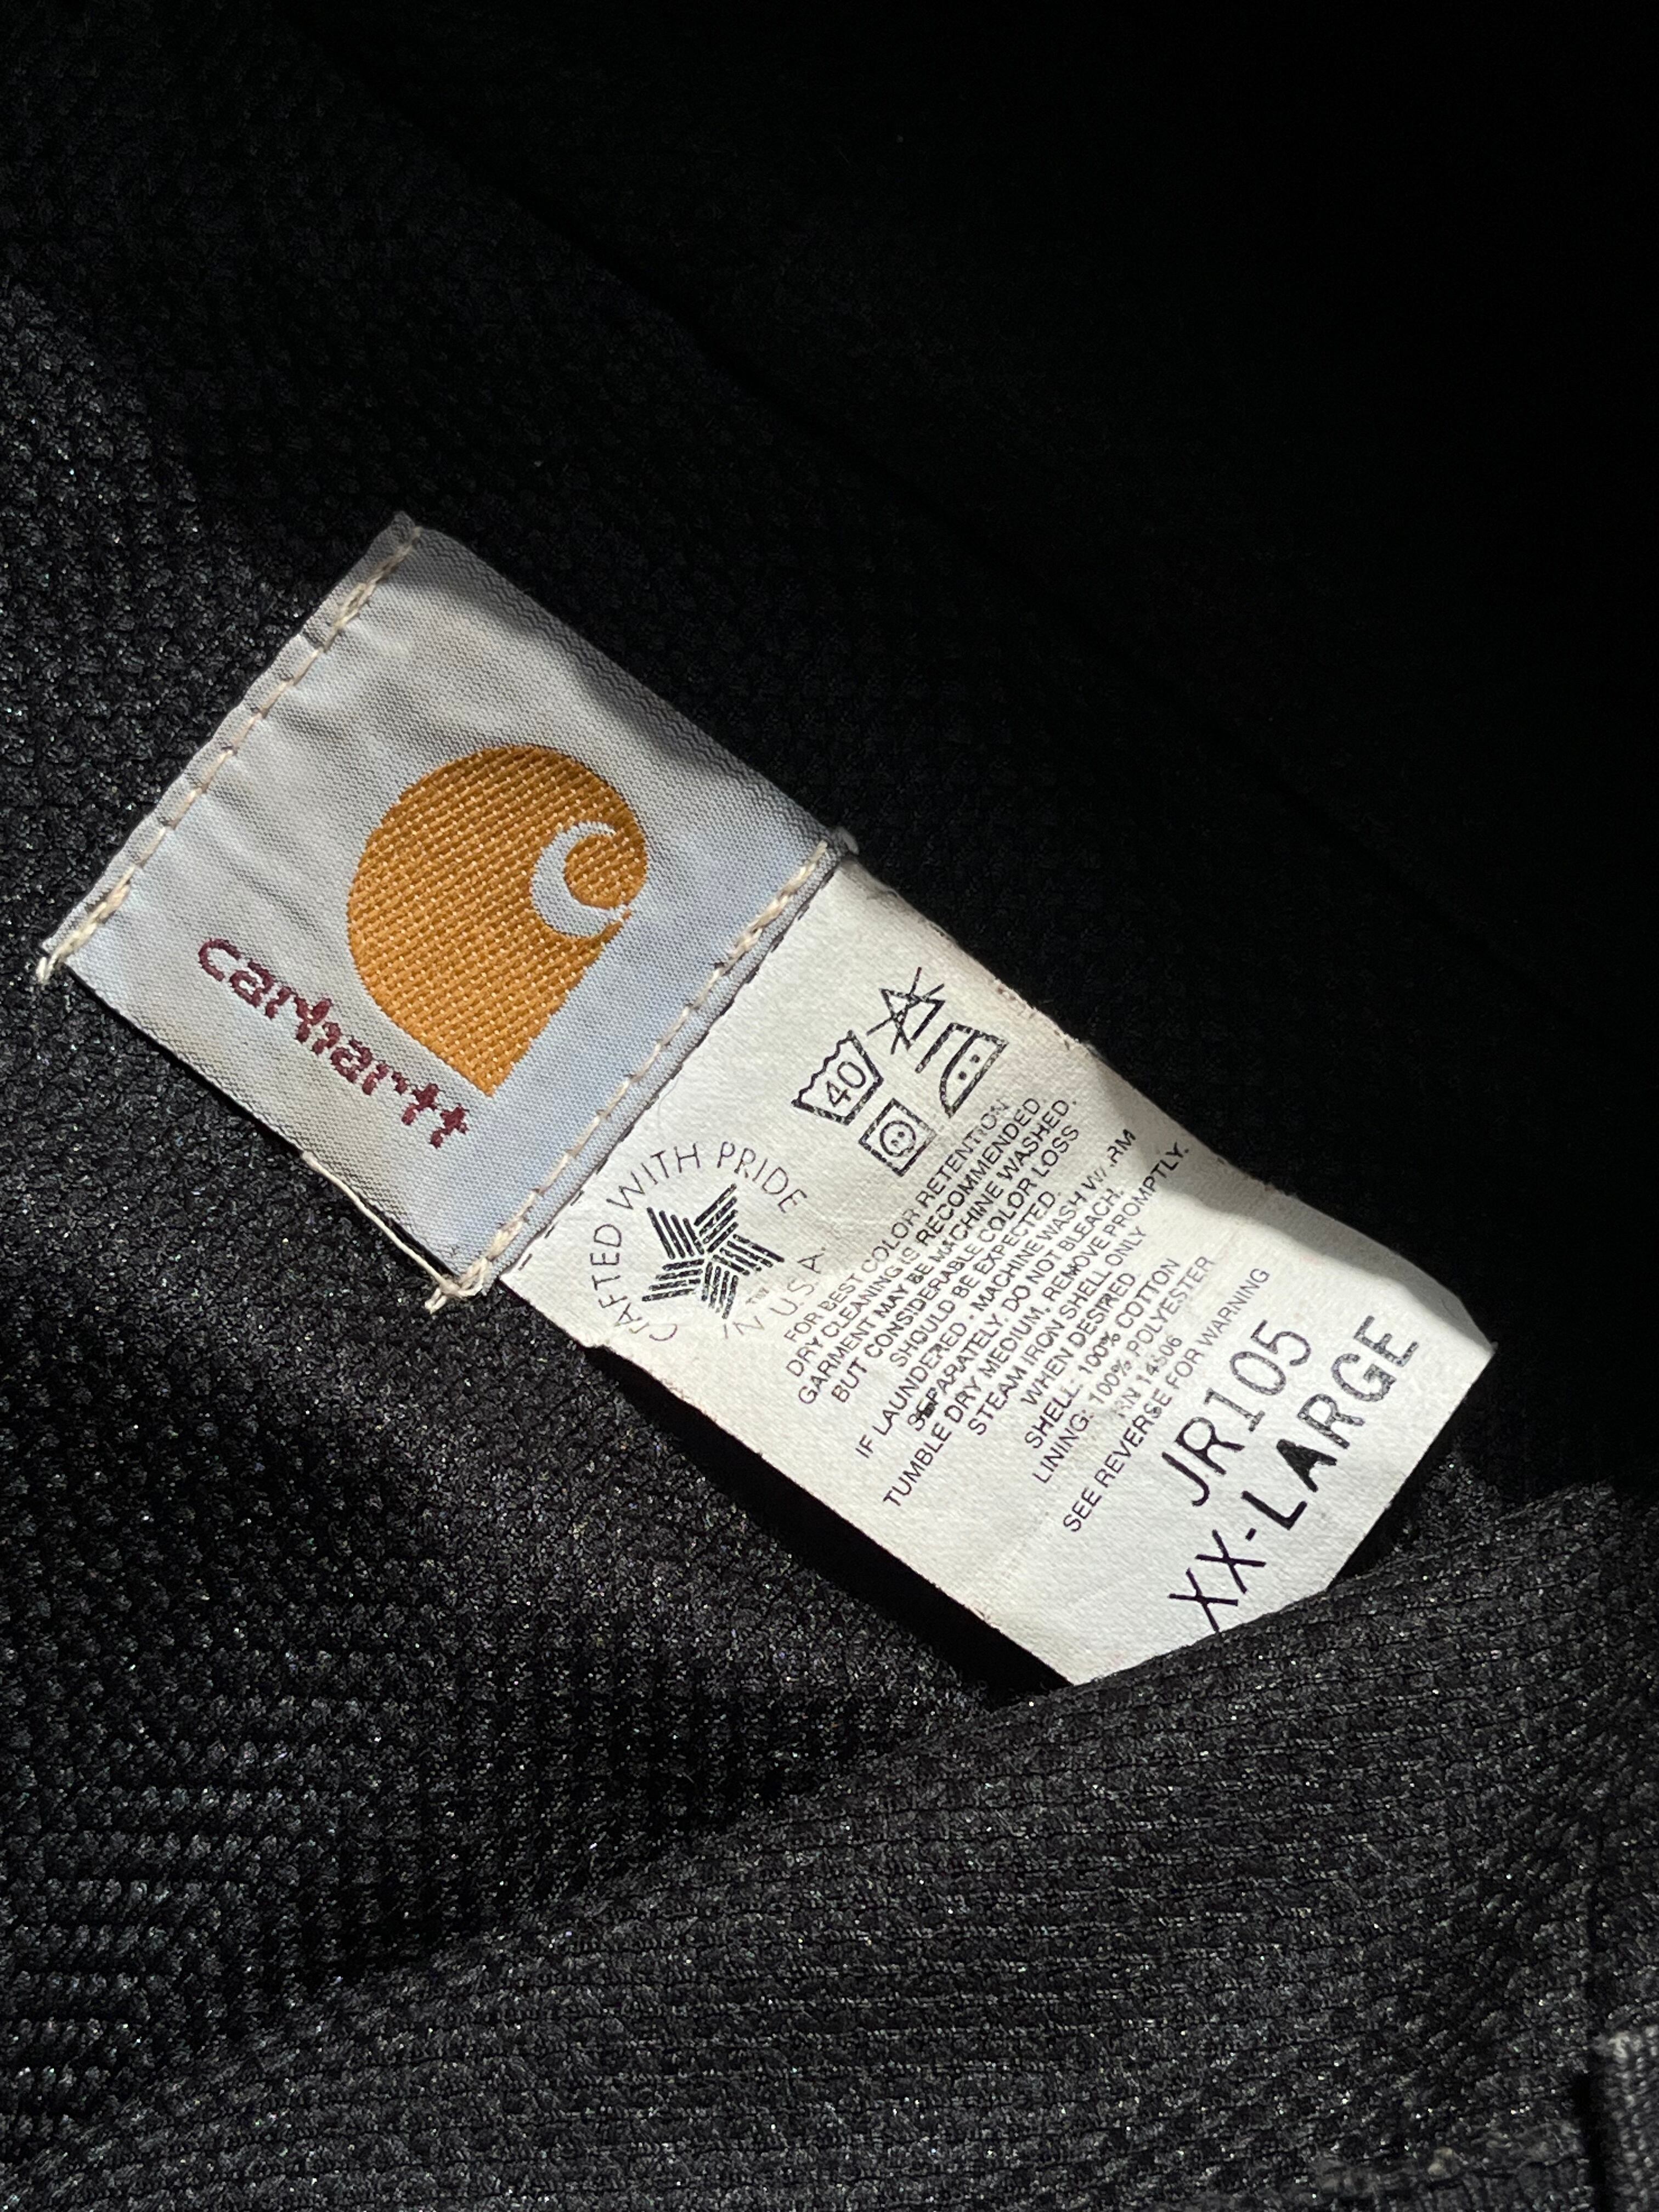 carhartt
40
CRAFTED WITH PRIDE
IN U.S.A.
TM
FOR BEST COLOR RETENTION
DRY CLEANING IS RECOMMENDED.
GARMENT MAY BE MACHINE WASHED.
BUT CONSIDERABLE COLOR LOSS
SHOULD BE EXPECTED.
IF LAUNDERED. MACHINE WASH WARM
SEPARATELY. DO NOT BLEACH.
TUMBLE DRY MEDIUM, REMOVE PROMPTLY.
STEAM IRON SHELL ONLY
WHEN DESIRED
SHELL: 100% COTTON
LINING: 100% POLYESTER
RN 14806
SEE REVERSE FOR WARNING
JR105
XX-LARGE